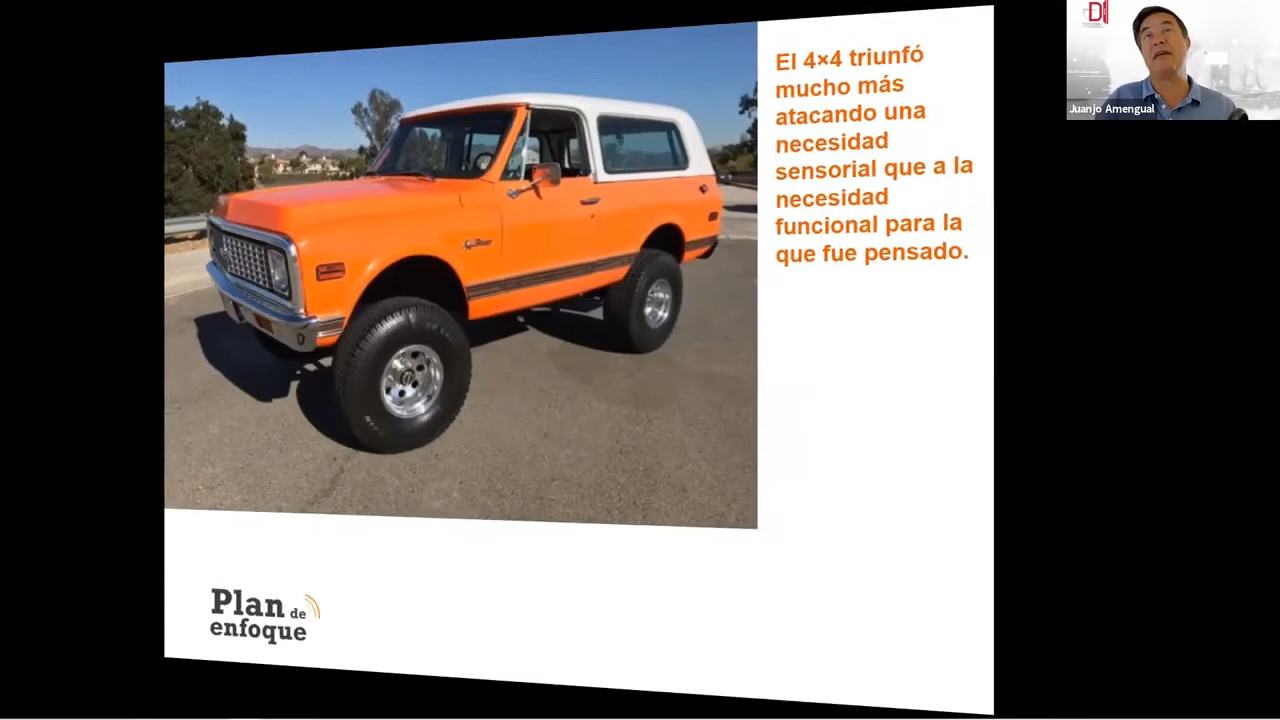 El 4×4 triunfó
mucho más
atacando una
necesidad
sensorial que a la
necesidad
funcional para la
que fue pensado.
Plan de
enfoque
D
Juanjo Amengual